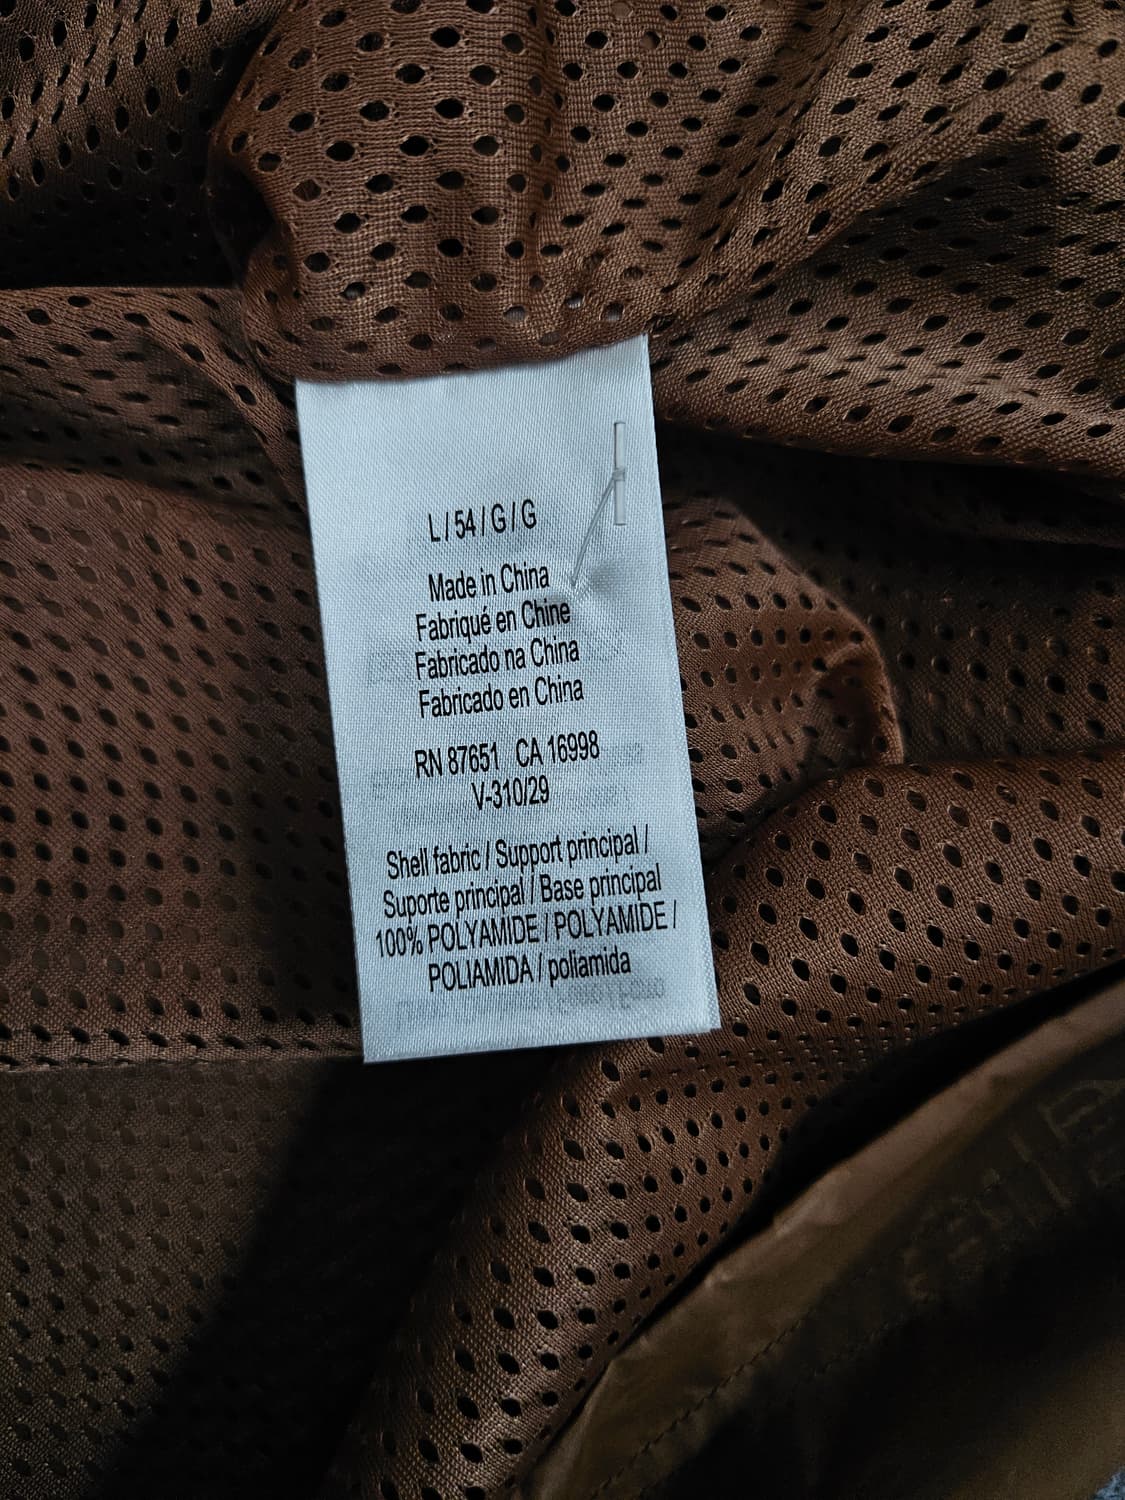 L / 54 / G / G
Made in China
Fabriqué en Chine
Fabricado na China
Fabricado en China
RN 87651 CA 16998
V-310/29
Shell fabric / Support principal /
Suporte principal / Base principal
100% POLYAMIDE / POLYAMIDE /
POLIAMIDA / poliamida